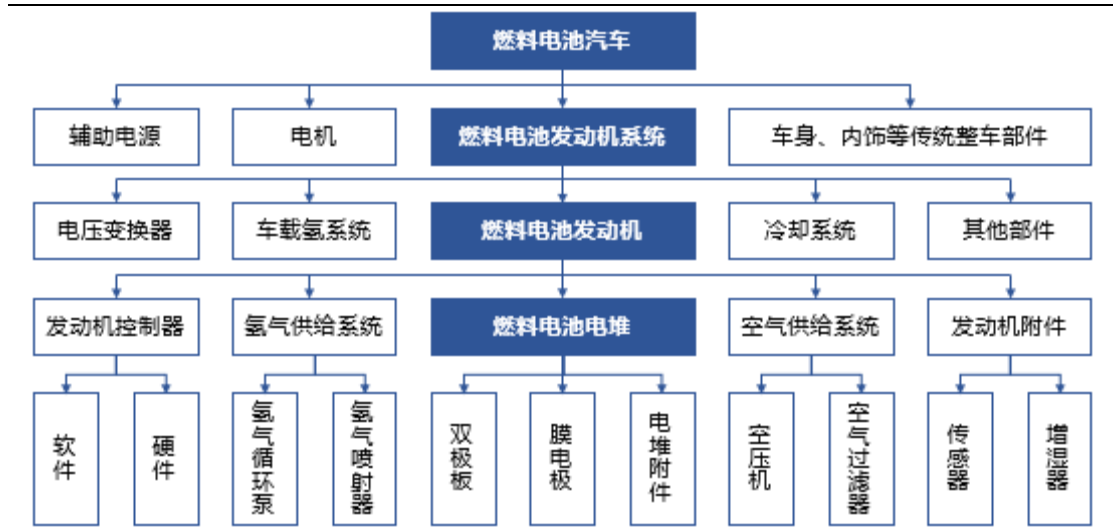 燃料电池汽车
辅助电源
电机
燃料电池发动机系统
车身、内饰等传统整车部件
电压变换器
车载氢系统
燃料电池发动机
冷却系统
其他部件
发动机控制器
氢气供给系统
燃料电池电堆
空气供给系统
发动机附件
软件
硬件
氢气循环泵
氢气喷射器
双极板
膜电极
电堆附件
空压机
空气过滤器
传感器
增湿器